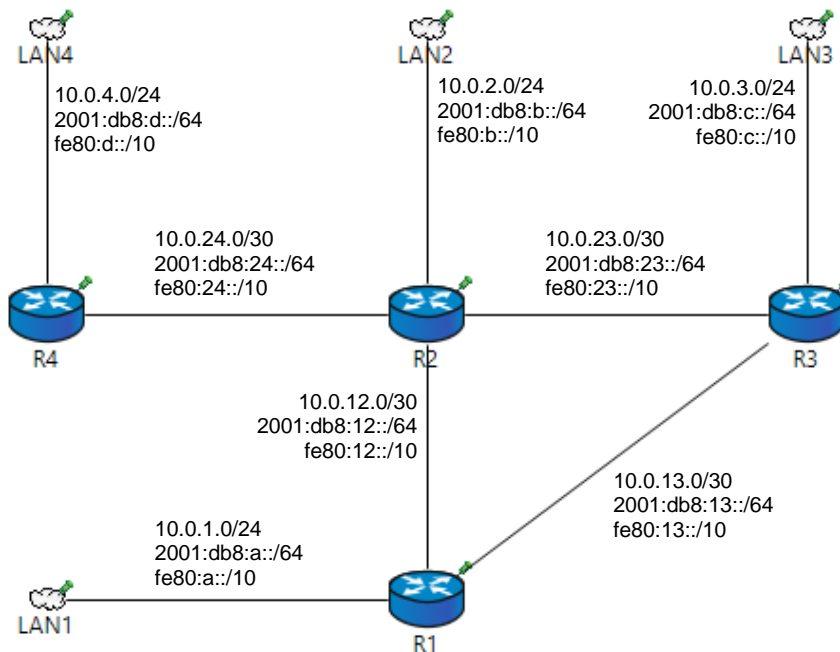 LAN4
LAN2
LAN3
10.0.4.0/24
2001:db8:d::/64
fe80:d::/10
10.0.2.0/24
2001:db8:b::/64
fe80:b::/10
10.0.3.0/24
2001:db8:c::/64
fe80:c::/10
10.0.24.0/30
2001:db8:24::/64
fe80:24::/10
10.0.23.0/30
2001:db8:23::/64
fe80:23::/10
R4
R2
R3
10.0.12.0/30
2001:db8:12::/64
fe80:12::/10
10.0.13.0/30
2001:db8:13::/64
fe80:13::/10
10.0.1.0/24
2001:db8:a::/64
fe80:a::/10
LAN1
R1